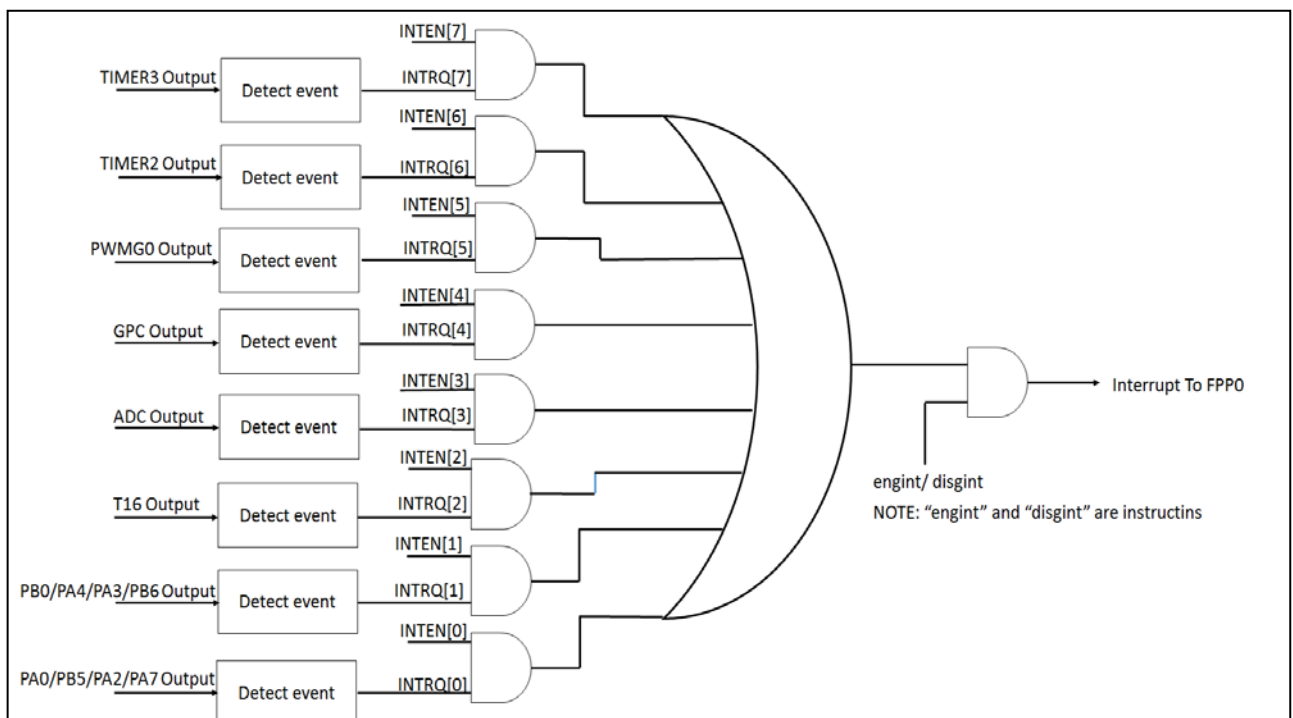 INTEN[7]
TIMER3 Output
Detect event
INTRQ[7]
INTEN[6]
TIMER2 Output
Detect event
INTRQ[6]
INTEN[5]
PWMG0 Output
Detect event
INTRQ[5]
INTEN[4]
GPC Output
Detect event
INTRQ[4]
INTEN[3]
ADC Output
Detect event
INTRQ[3]
INTEN[2]
T16 Output
Detect event
INTRQ[2]
INTEN[1]
PB0/PA4/PA3/PB6 Output
Detect event
INTRQ[1]
INTEN[0]
PA0/PB5/PA2/PA7 Output
Detect event
INTRQ[0]
Interrupt To FPP0
engint/ disgint
NOTE: “engint” and “disgint” are instructins